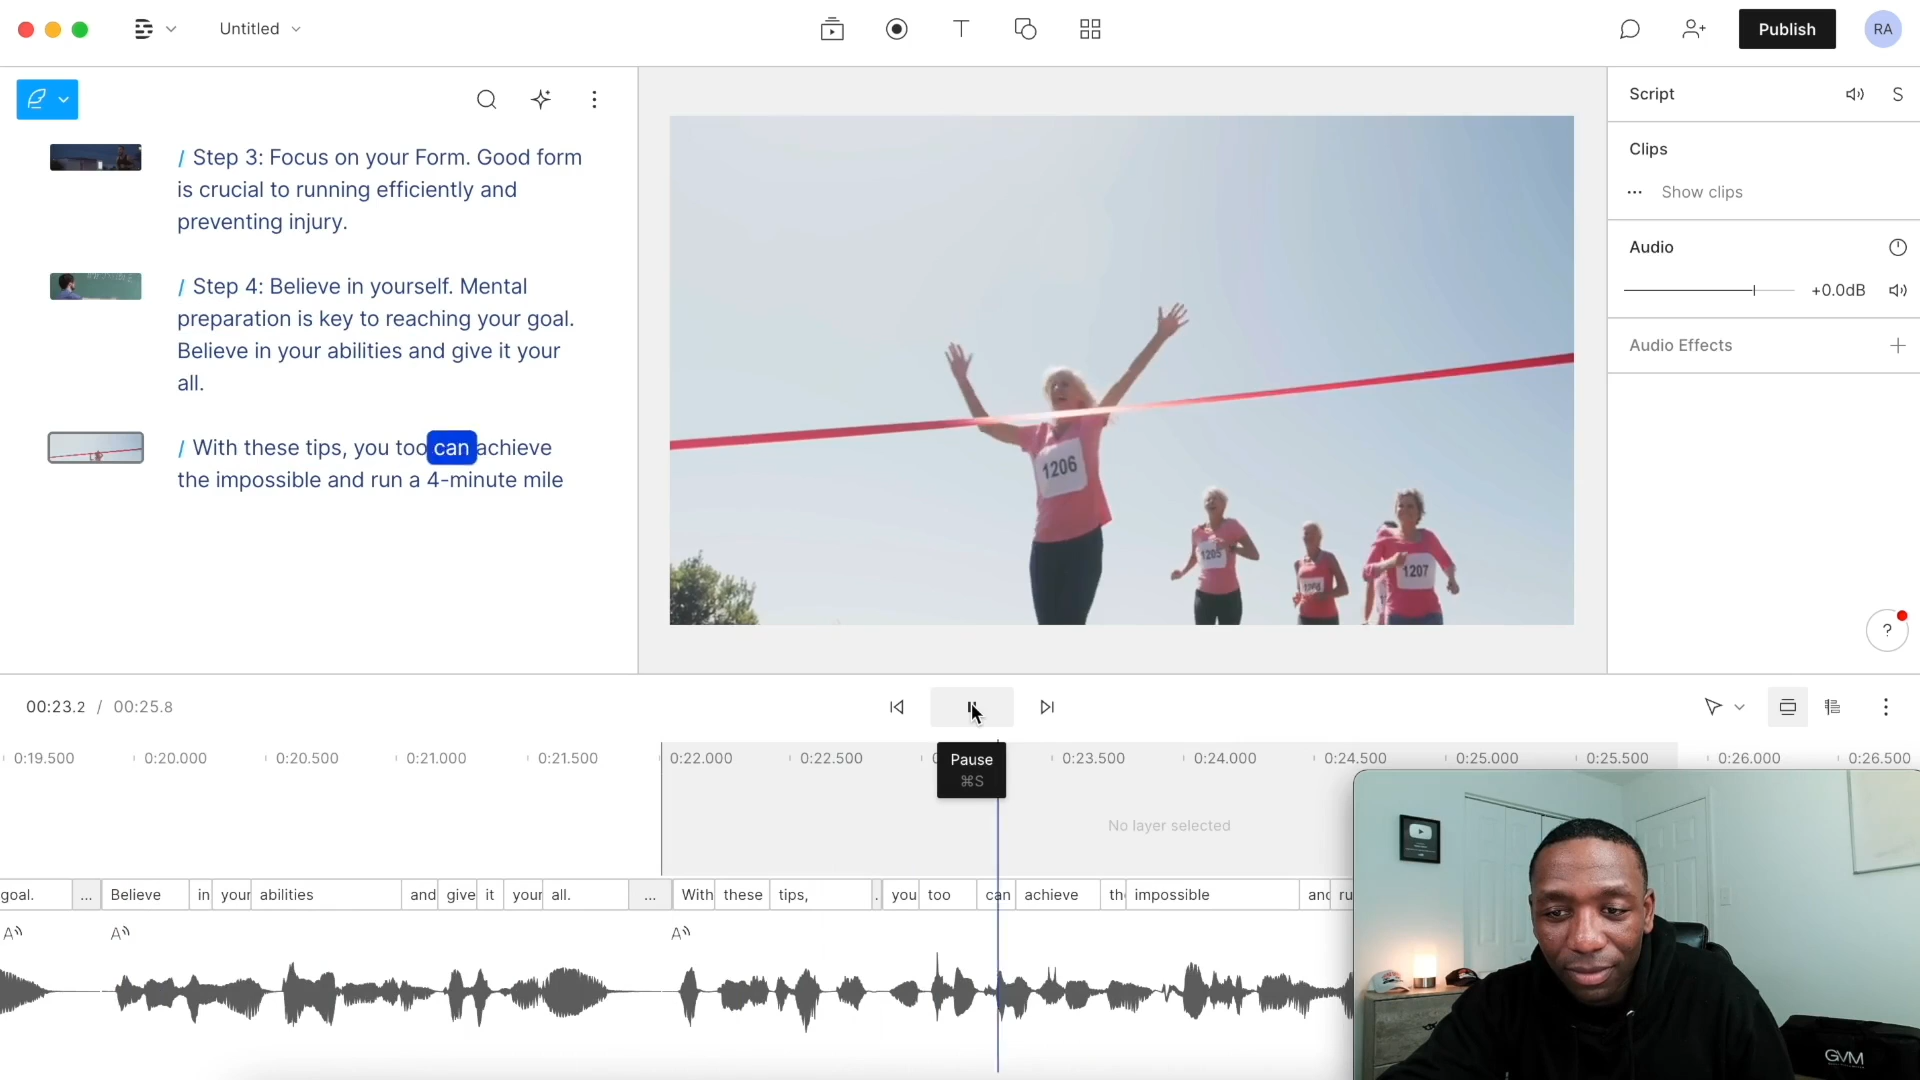 Untitled
Publish
RA
Script
S
Clips
Show clips
Audio
+0.0dB
Audio Effects
?
/ Step 3: Focus on your Form. Good form
is crucial to running efficiently and
preventing injury.
/ Step 4: Believe in yourself. Mental
preparation is key to reaching your goal.
Believe in your abilities and give it your
all.
/ With these tips, you too can achieve
the impossible and run a 4-minute mile
1206
1205
1207
00:23.2 / 00:25.8
0:19.500 0:20.000 0:20.500 0:21.000 0:21.500 0:22.000 0:22.500 0:23.500 0:24.000 0:24.500 0:25.000 0:25.500 0:26.000 0:26.500
Pause
⌘S
No layer selected
goal. ... Believe in your abilities and give it your all. ... With these tips, . you too can achieve th impossible and ru
GVM